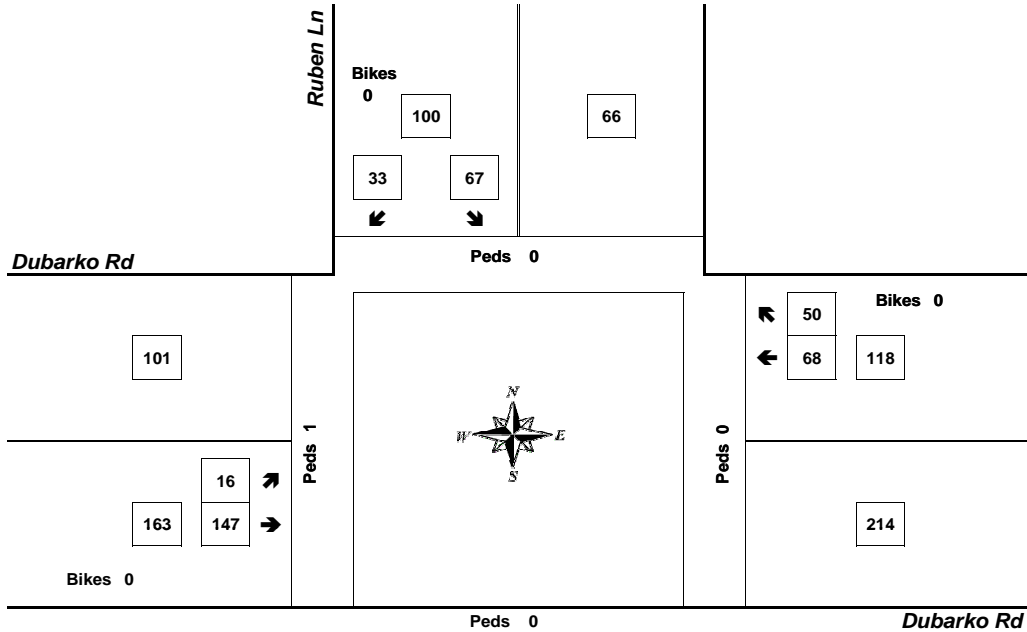 Ruben Ln
Bikes
0
100
66
33
67
Peds 0
Dubarko Rd
50
Bikes 0
101
68
118
N
W
E
S
Peds 1
Peds 0
16
163
147
214
Bikes 0
Peds 0
Dubarko Rd